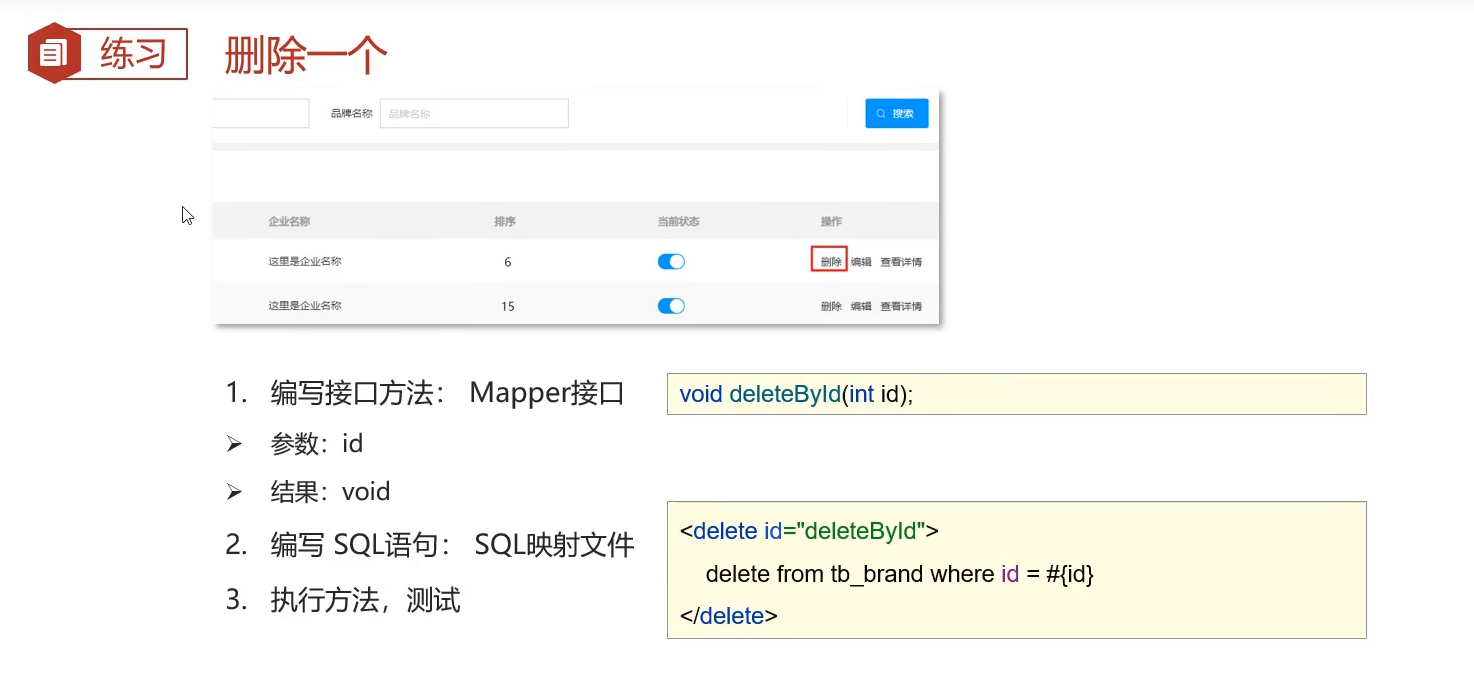 练习
删除一个
品牌名称 品牌名称 搜索
企业名称 排序 当前状态 操作
这里是企业名称 6 删除 编辑 查看详情
这里是企业名称 15 删除 编辑 查看详情
1. 编写接口方法： Mapper接口
void deleteById(int id);
➢ 参数：id
➢ 结果：void
2. 编写 SQL语句： SQL映射文件
<delete id="deleteById">
delete from tb_brand where id = #{id}
</delete>
3. 执行方法，测试